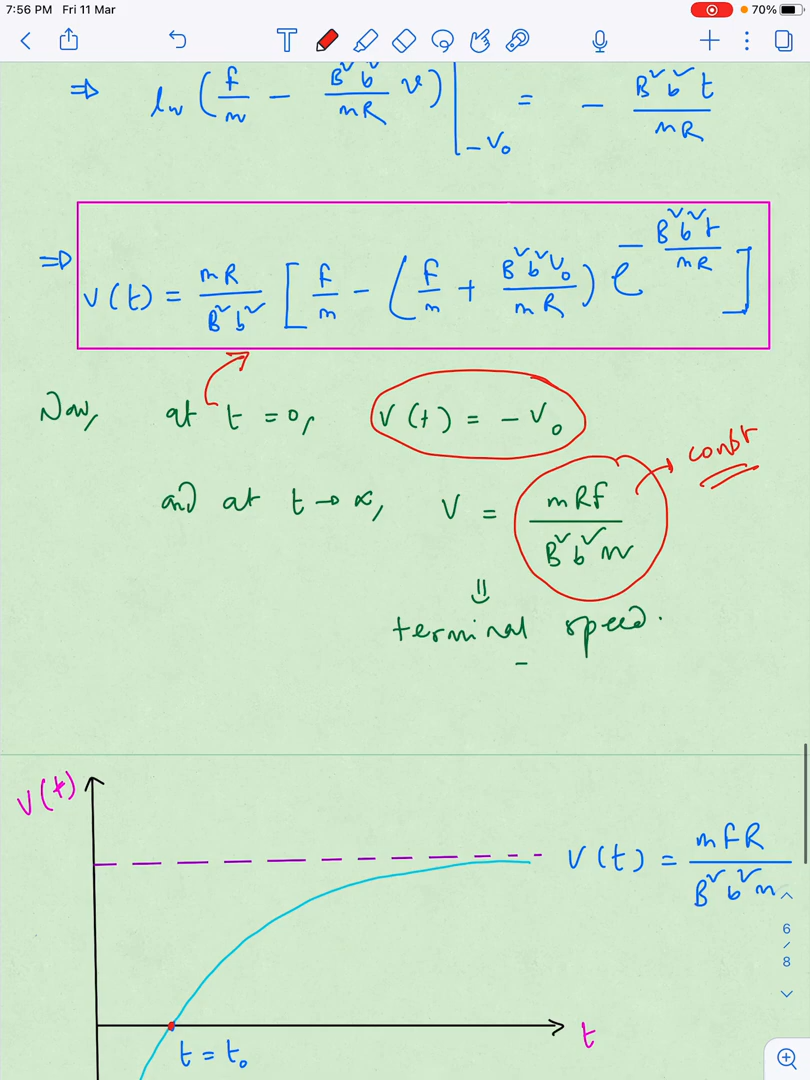 7:56 PM Fri 11 Mar 70%
⇒ ln (f/m - B²b²/mR v)|_{-V₀} = - B²b²t/mR
⇒ V(t) = mR/B²b² [f/m - (f/m + B²b²V₀/mR) e^{-B²b²t/mR}]
Now, at t = 0, V(t) = -V₀
const
and at t → ∞, V = mRf/B²b²m
terminal speed.
V(t)
V(t) = mfR/B²b²m
6/8
t
t = t₀